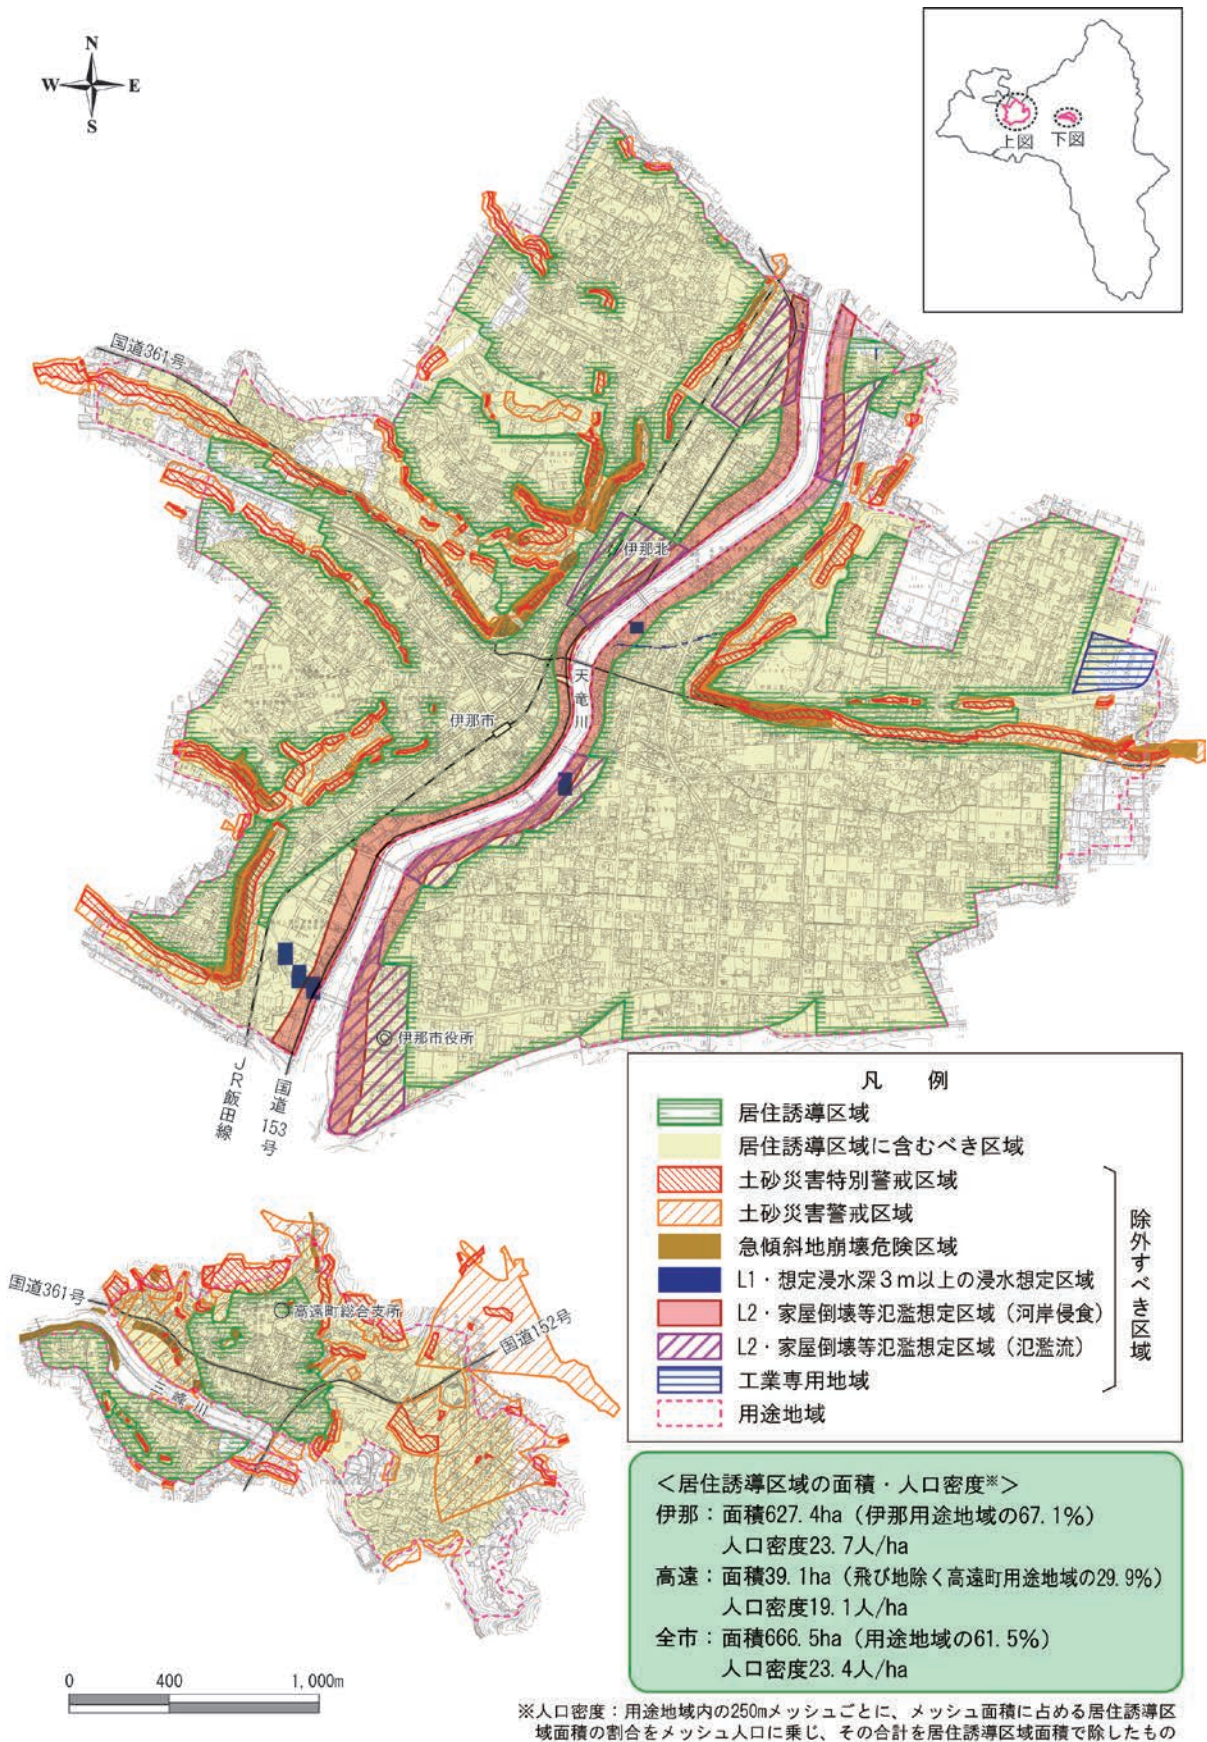 N
W E
S
上図
下図
国道361号
伊那北
天竜川
伊那市
伊那市役所
JR飯田線
国道153号
凡 例
居住誘導区域
居住誘導区域に含むべき区域
土砂災害特別警戒区域
土砂災害警戒区域
急傾斜地崩壊危険区域
L1・想定浸水深3m以上の浸水想定区域
L2・家屋倒壊等氾濫想定区域(河岸侵食)
L2・家屋倒壊等氾濫想定区域(氾濫流)
工業専用地域
用途地域
除外すべき区域
国道361号
高遠町総合支所
国道152号
三峰川
<居住誘導区域の面積・人口密度※>
伊那:面積627.4ha(伊那用途地域の67.1%)
人口密度23.7人/ha
高遠:面積39.1ha(飛び地除く高遠町用途地域の29.9%)
人口密度19.1人/ha
全市:面積666.5ha(用途地域の61.5%)
人口密度23.4人/ha
0 400 1,000m
※人口密度:用途地域内の250mメッシュごとに、メッシュ面積に占める居住誘導区
域面積の割合をメッシュ人口に乗じ、その合計を居住誘導区域面積で除したもの